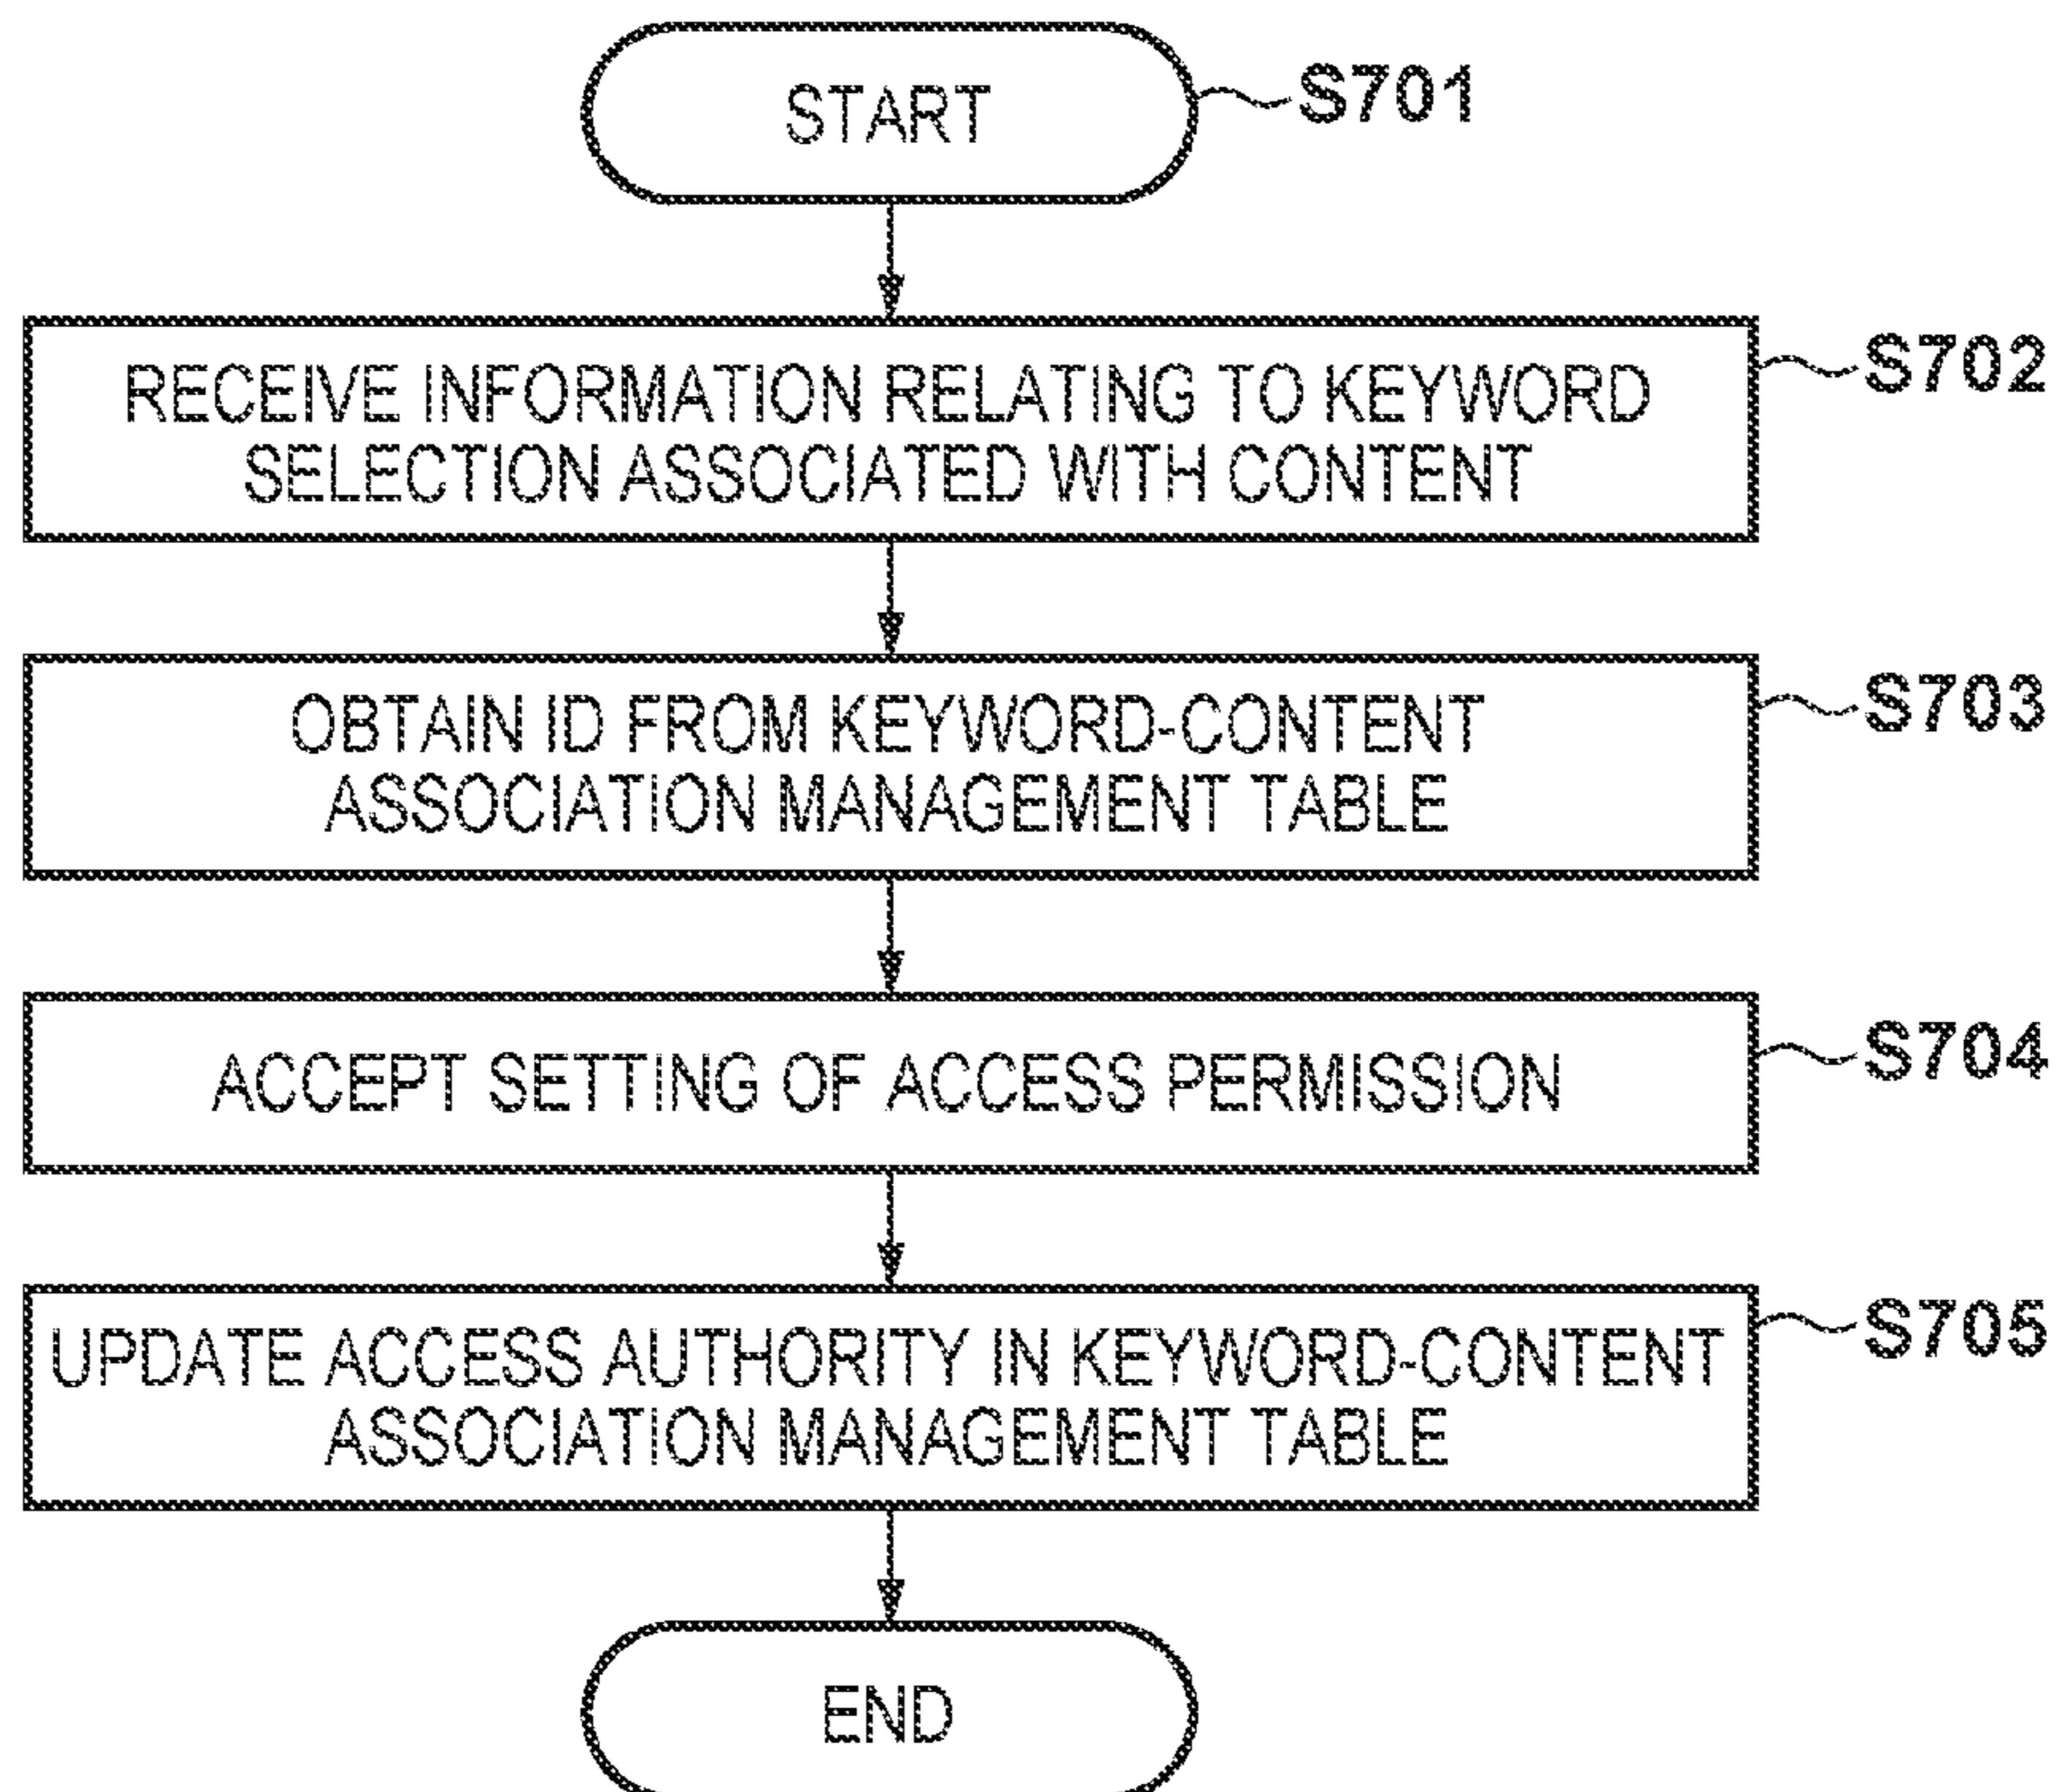 START
S701
RECEIVE INFORMATION RELATING TO KEYWORD
SELECTION ASSOCIATED WITH CONTENT
S702
OBTAIN ID FROM KEYWORD-CONTENT
ASSOCIATION MANAGEMENT TABLE
S703
ACCEPT SETTING OF ACCESS PERMISSION
S704
UPDATE ACCESS AUTHORITY IN KEYWORD-CONTENT
ASSOCIATION MANAGEMENT TABLE
S705
END